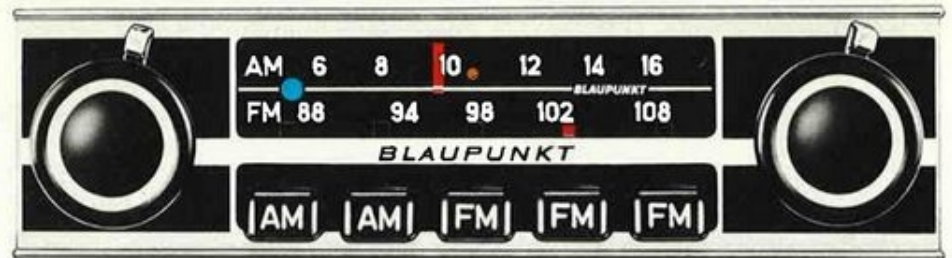 AM 6 8 10 12 14 16
BLAUPUNKT
FM 88 94 98 102 108
BLAUPUNKT
AM AM FM FM FM